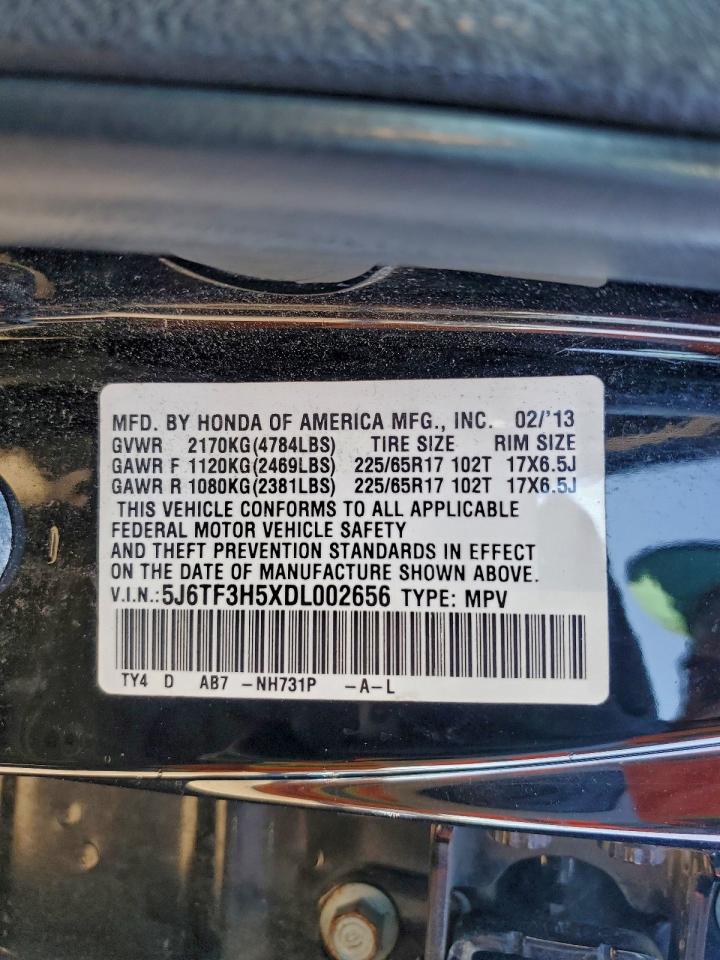 MFD. BY HONDA OF AMERICA MFG., INC. 02/'13
GVWR 2170KG(4784LBS) TIRE SIZE RIM SIZE
GAWR F 1120KG(2469LBS) 225/65R17 102T 17X6.5J
GAWR R 1080KG(2381LBS) 225/65R17 102T 17X6.5J
THIS VEHICLE CONFORMS TO ALL APPLICABLE
FEDERAL MOTOR VEHICLE SAFETY
AND THEFT PREVENTION STANDARDS IN EFFECT
ON THE DATE OF MANUFACTURE SHOWN ABOVE.
V.I.N.:5J6TF3H5XDL002656 TYPE: MPV
TY4 D AB7 -NH731P -A-L